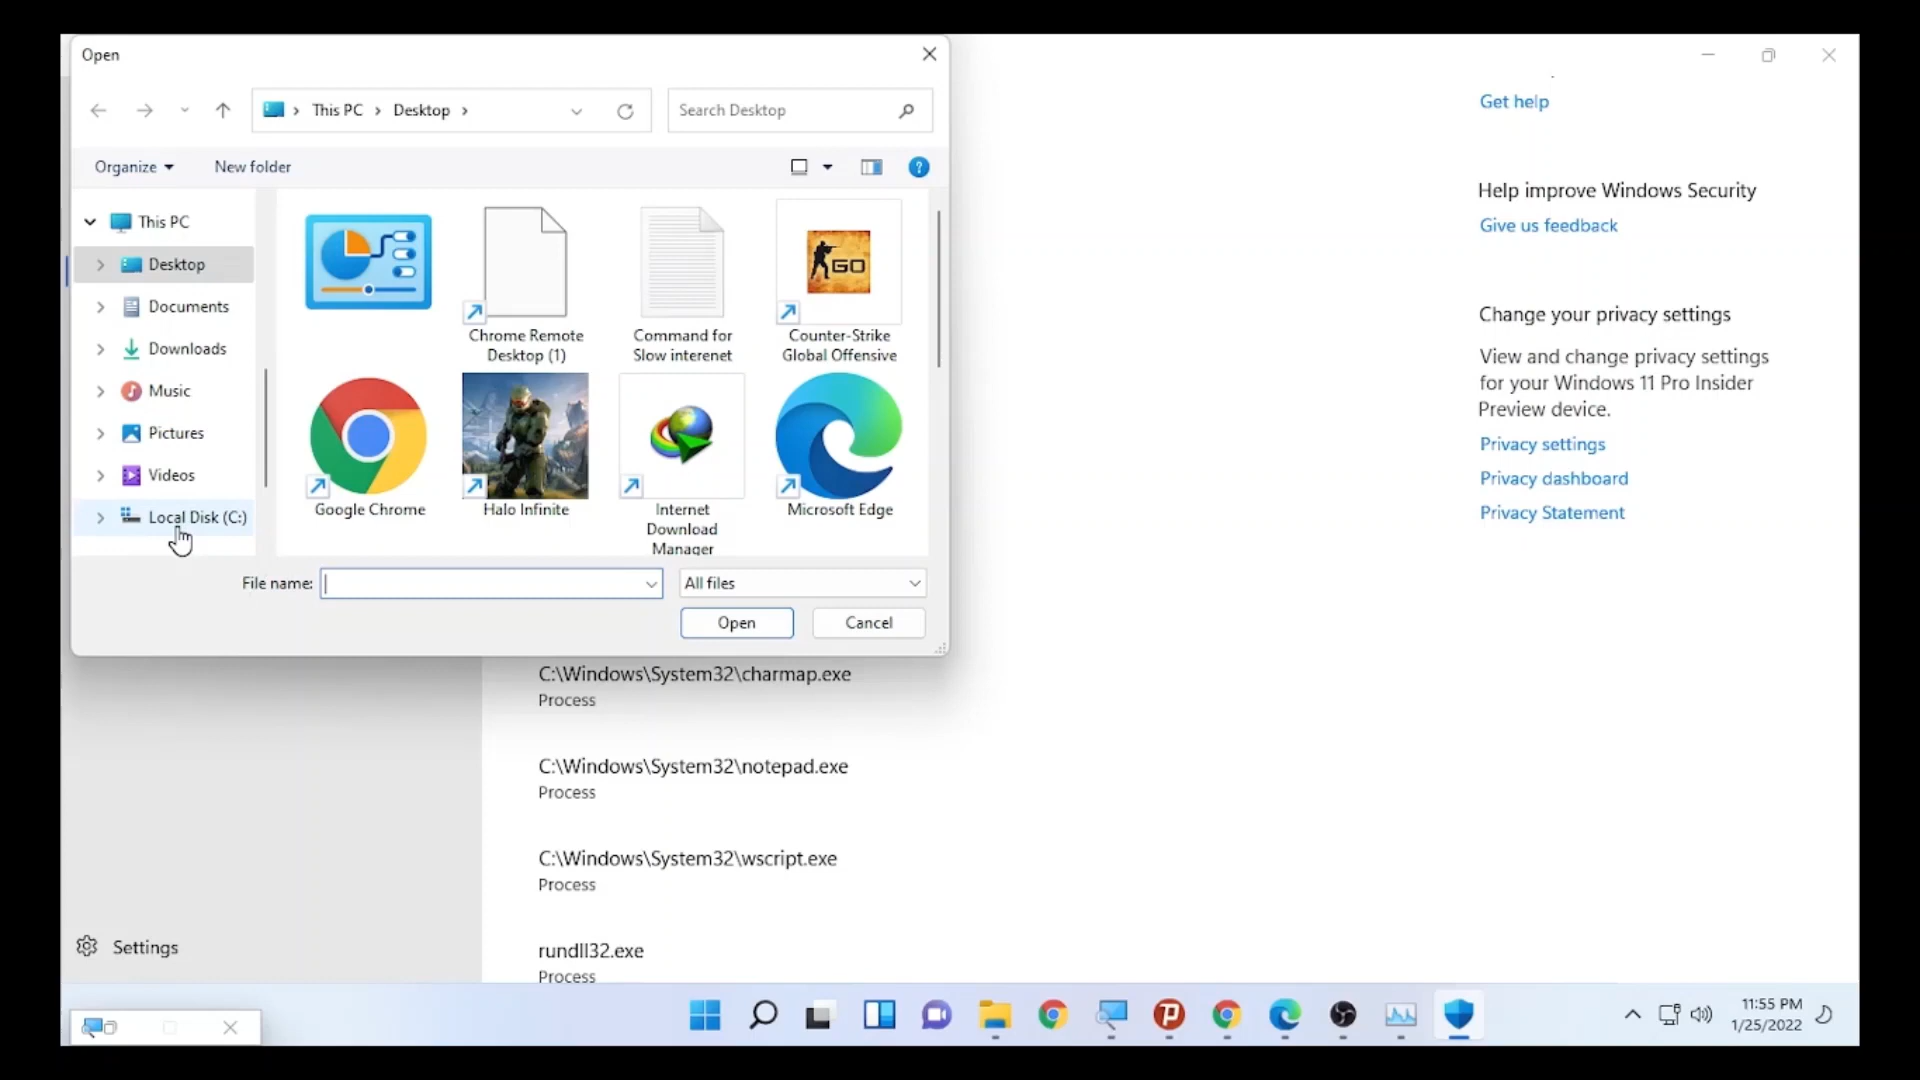 Open
This PC
Desktop
Search Desktop
Organize
New folder
?
This PC
Desktop
Documents
Downloads
Music
Pictures
Videos
Local Disk (C:)
Chrome Remote
Desktop (1)
Command for
Slow interenet
GO
Counter-Strike
Global Offensive
Google Chrome
Halo Infinite
Internet
Download
Manager
Microsoft Edge
File name:
All files
Open
Cancel
Get help
Help improve Windows Security
Give us feedback
Change your privacy settings
View and change privacy settings
for your Windows 11 Pro Insider
Preview device.
Privacy settings
Privacy dashboard
Privacy Statement
C:\Windows\System32\charmap.exe
Process
C:\Windows\System32\notepad.exe
Process
C:\Windows\System32\wscript.exe
Process
rundll32.exe
Process
Settings
11:55 PM
1/25/2022